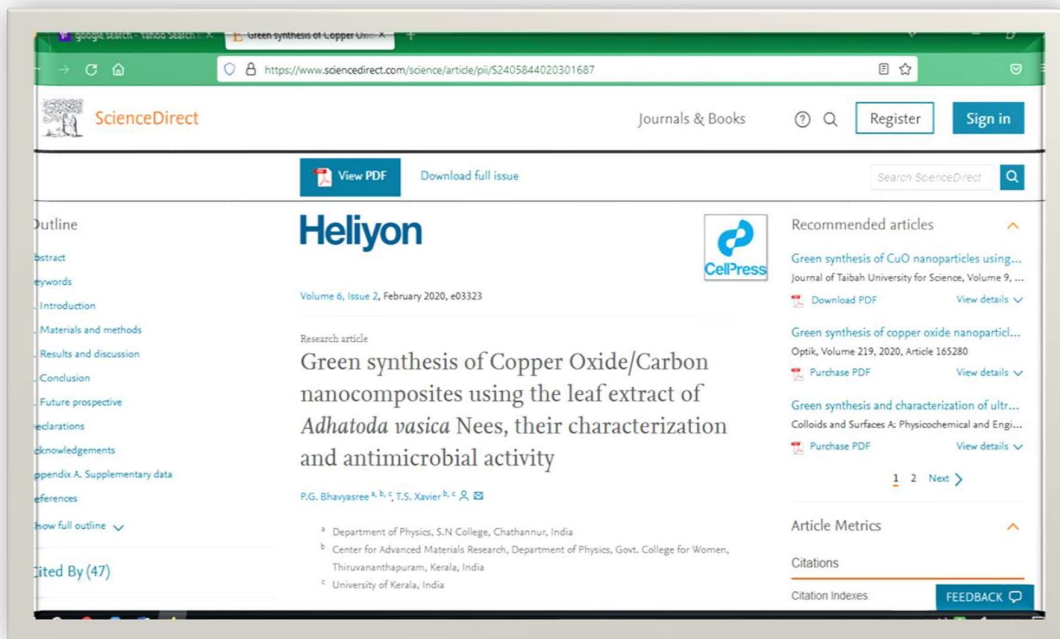 google search - Yahoo Search
Green synthesis of Copper Oxi
https://www.sciencedirect.com/science/article/pii/S2405844020301687
ScienceDirect
Journals & Books
Register
Sign in
View PDF
Download full issue
Search ScienceDirect
Outline
bstract
eywords
Introduction
Materials and methods
Results and discussion
Conclusion
Future prospective
eclarations
cknowledgements
ppendix A. Supplementary data
eferences
how full outline
Cited By (47)
Heliyon
CellPress
Volume 6, Issue 2, February 2020, e03323
Research article
Green synthesis of Copper Oxide/Carbon
nanocomposites using the leaf extract of
Adhatoda vasica Nees, their characterization
and antimicrobial activity
P.G. Bhavyasree a, b, c, T.S. Xavier b, c
a Department of Physics, S.N College, Chathannur, India
b Center for Advanced Materials Research, Department of Physics, Govt. College for Women,
Thiruvananthapuram, Kerala, India
c University of Kerala, India
Recommended articles
Green synthesis of CuO nanoparticles using...
Journal of Taibah University for Science, Volume 9, ...
Download PDF View details
Green synthesis of copper oxide nanoparticl...
Optik, Volume 219, 2020, Article 165280
Purchase PDF View details
Green synthesis and characterization of ultr...
Colloids and Surfaces A: Physicochemical and Engi...
Purchase PDF View details
1 2 Next
Article Metrics
Citations
Citation Indexes:
FEEDBACK